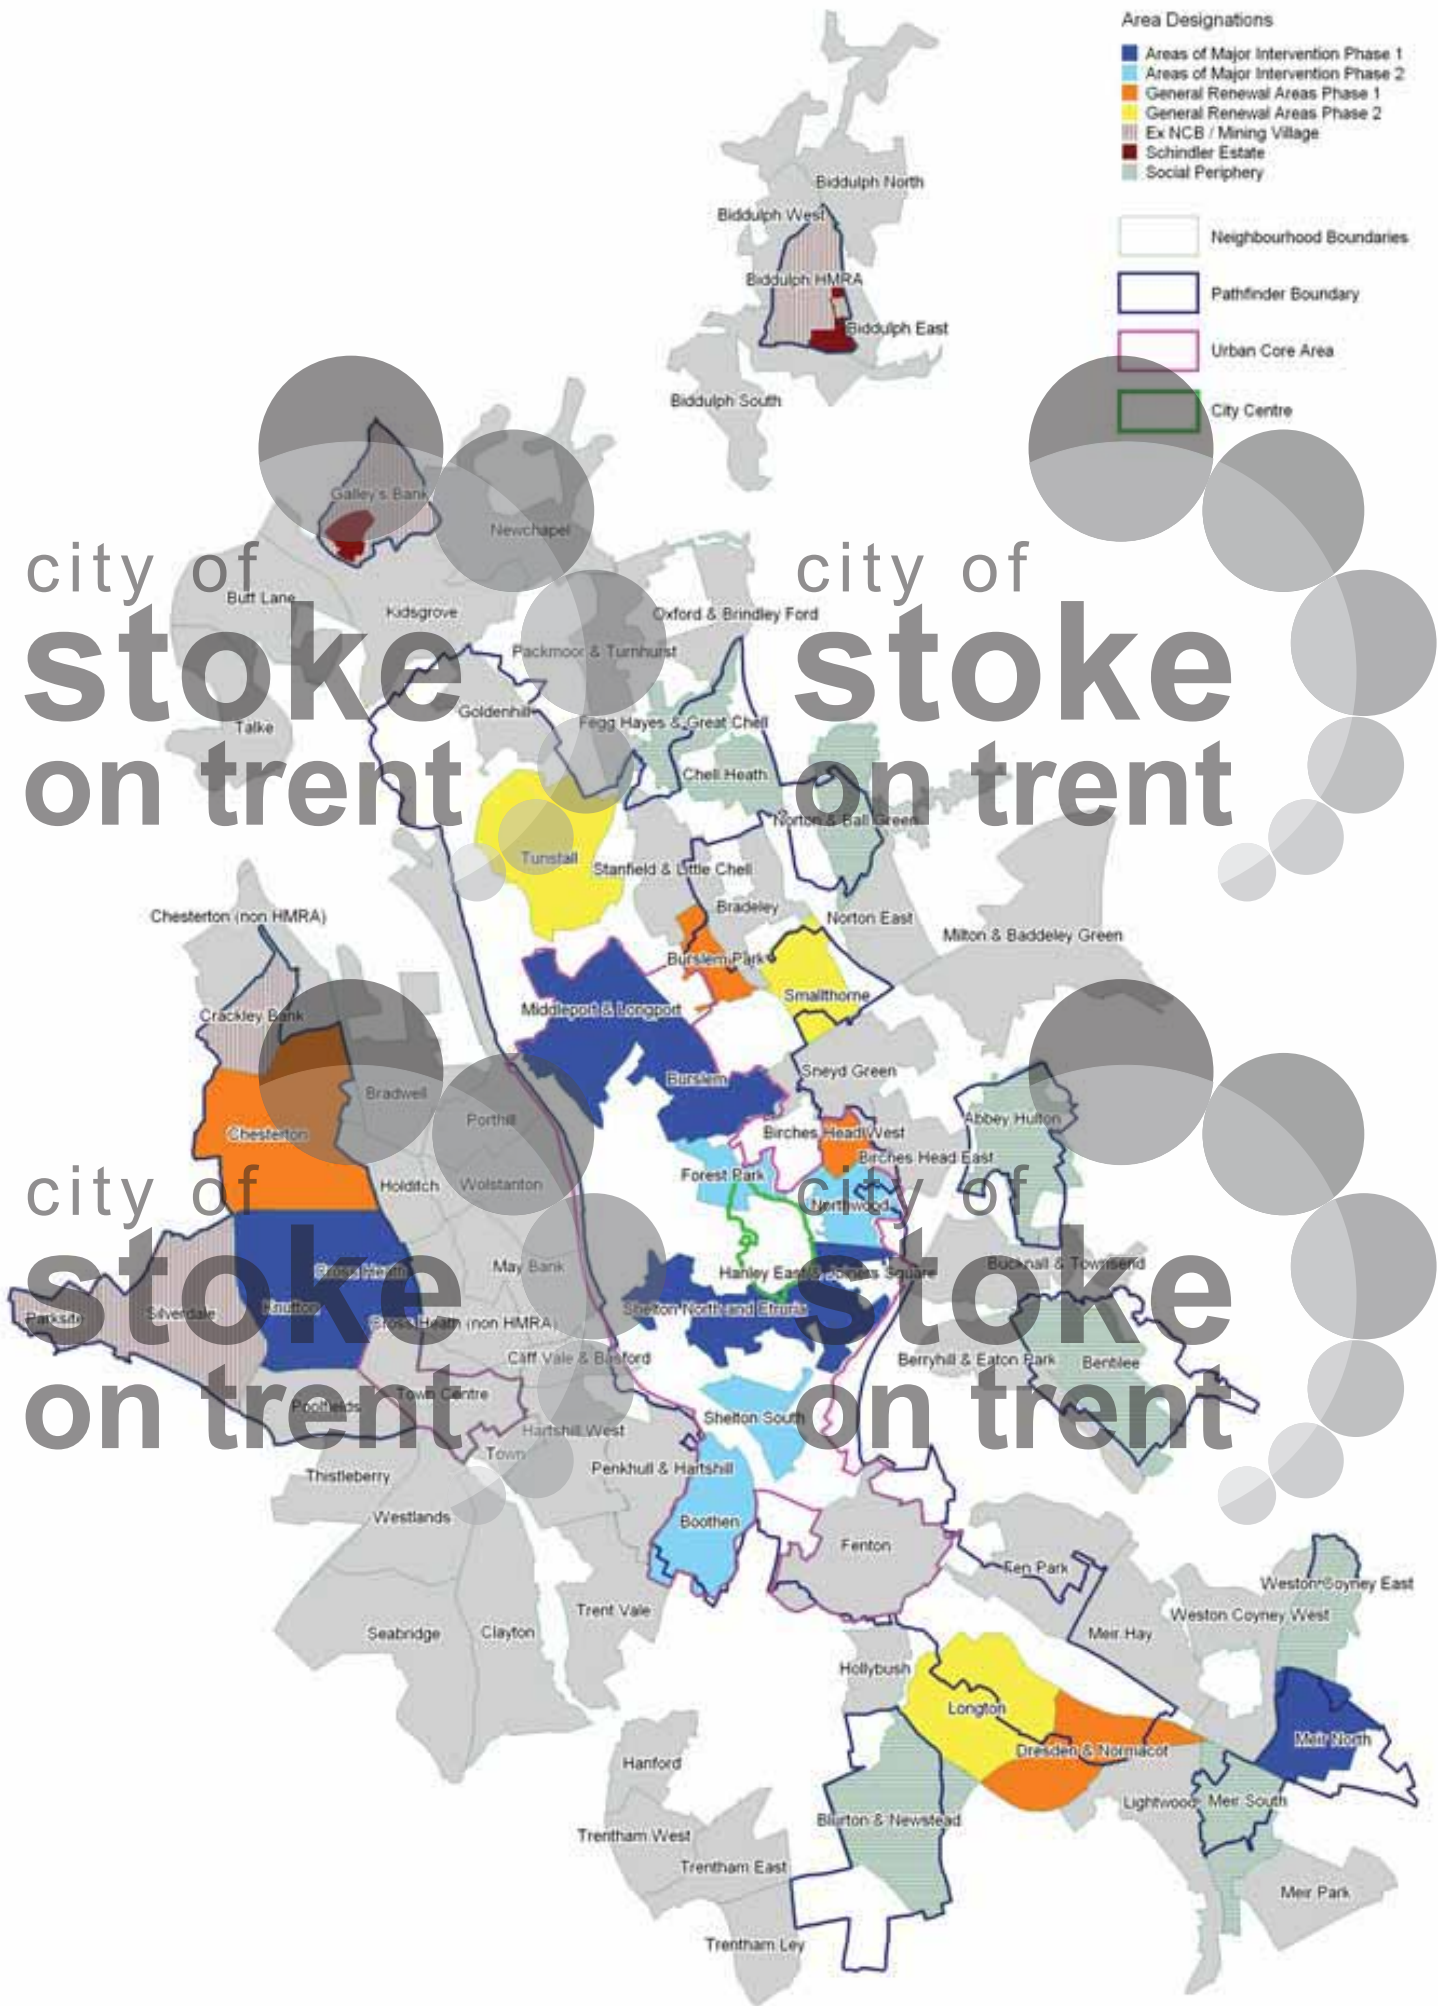 Area Designations
Areas of Major Intervention Phase 1
Areas of Major Intervention Phase 2
General Renewal Areas Phase 1
General Renewal Areas Phase 2
Ex NCB / Mining Village
Schindler Estate
Social Periphery
Neighbourhood Boundaries
Pathfinder Boundary
Urban Core Area
City Centre
Biddulph North
Biddulph West
Biddulph HMRA
Biddulph East
Biddulph South
Galley's Bank
Newchapel
city of
stoke
on trent
city of
stoke
on trent
Butt Lane
Kidsgrove
Oxford & Brindley Ford
Packmoor & Turnhurst
Goldenhill
Fegg Hayes & Great Chell
Talke
Chell Heath
Norton & Ball Green
Tunstall
Stanfield & Little Chell
Bradeley
Chesterton (non HMRA)
Norton East
Milton & Baddeley Green
Burslem Park
Smallthorne
Middleport & Longport
Crackley Bank
Sneyd Green
Burslem
Bradwell
Porthill
Abbey Hulton
Chesterton
Birches Head West
Birches Head East
Forest Park
Holditch
Wolstanton
Northwood
city of
stoke
on trent
city of
stoke
on trent
Cross Heath
May Bank
Hanley East & Joiners Square
Bucknall & Townsend
Parksite
Silverdale
Knutton
Shelton North and Etruria
Cross Heath (non HMRA)
Cliff Vale & Basford
Berryhill & Eaton Park
Bentilee
Poolfields
Town Centre
Shelton South
Hartshill West
Town
Penkhull & Hartshill
Thistleberry
Westlands
Boothen
Fenton
Fen Park
Weston Coyney East
Weston Coyney West
Trent Vale
Seabridge
Clayton
Meir Hay
Hollybush
Longton
Meir North
Dresden & Normacot
Hanford
Lightwood
Meir South
Blurton & Newstead
Trentham West
Trentham East
Meir Park
Trentham Ley